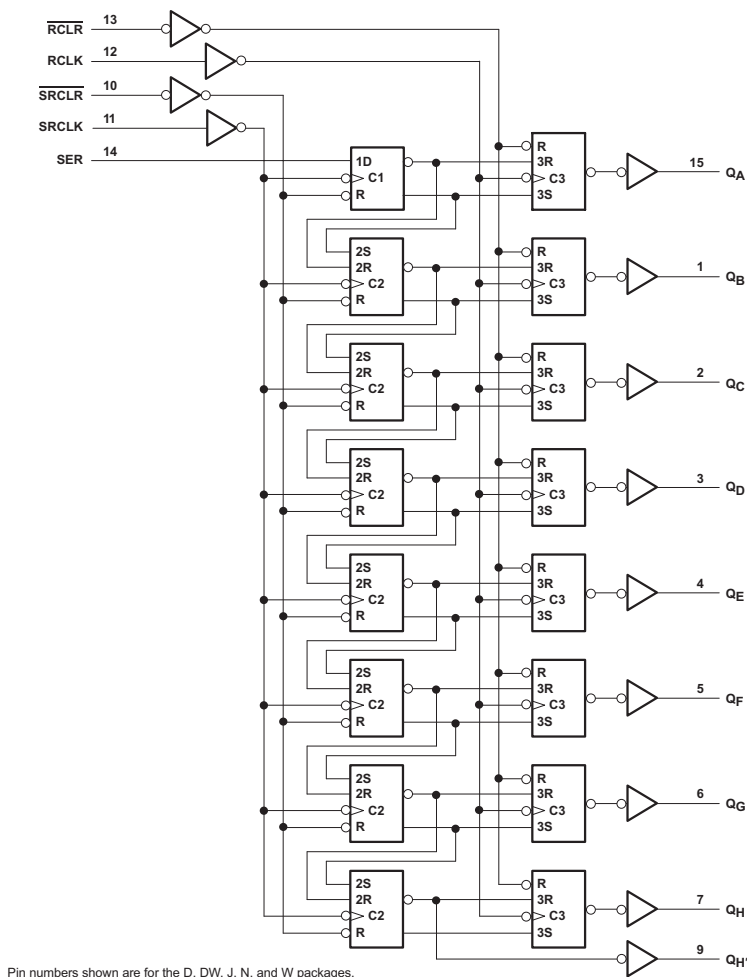 RCLR 13
RCLK 12
SRCLR 10
SRCLK 11
SER 14
1D
C1
R
R
3R
C3
3S
15 QA
2S
2R
C2
R
R
3R
C3
3S
1 QB
2S
2R
C2
R
R
3R
C3
3S
2 QC
2S
2R
C2
R
R
3R
C3
3S
3 QD
2S
2R
C2
R
R
3R
C3
3S
4 QE
2S
2R
C2
R
R
3R
C3
3S
5 QF
2S
2R
C2
R
R
3R
C3
3S
6 QG
2S
2R
C2
R
R
3R
C3
3S
7 QH
9 QH'
Pin numbers shown are for the D, DW, J, N, and W packages.